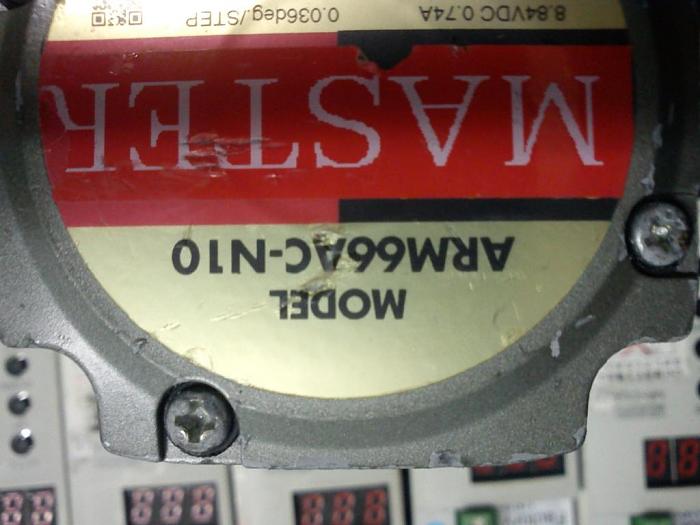 MODEL
ARM66AC-N10
MASTER
8.84VDC 0.74A 0.036deg./STEP